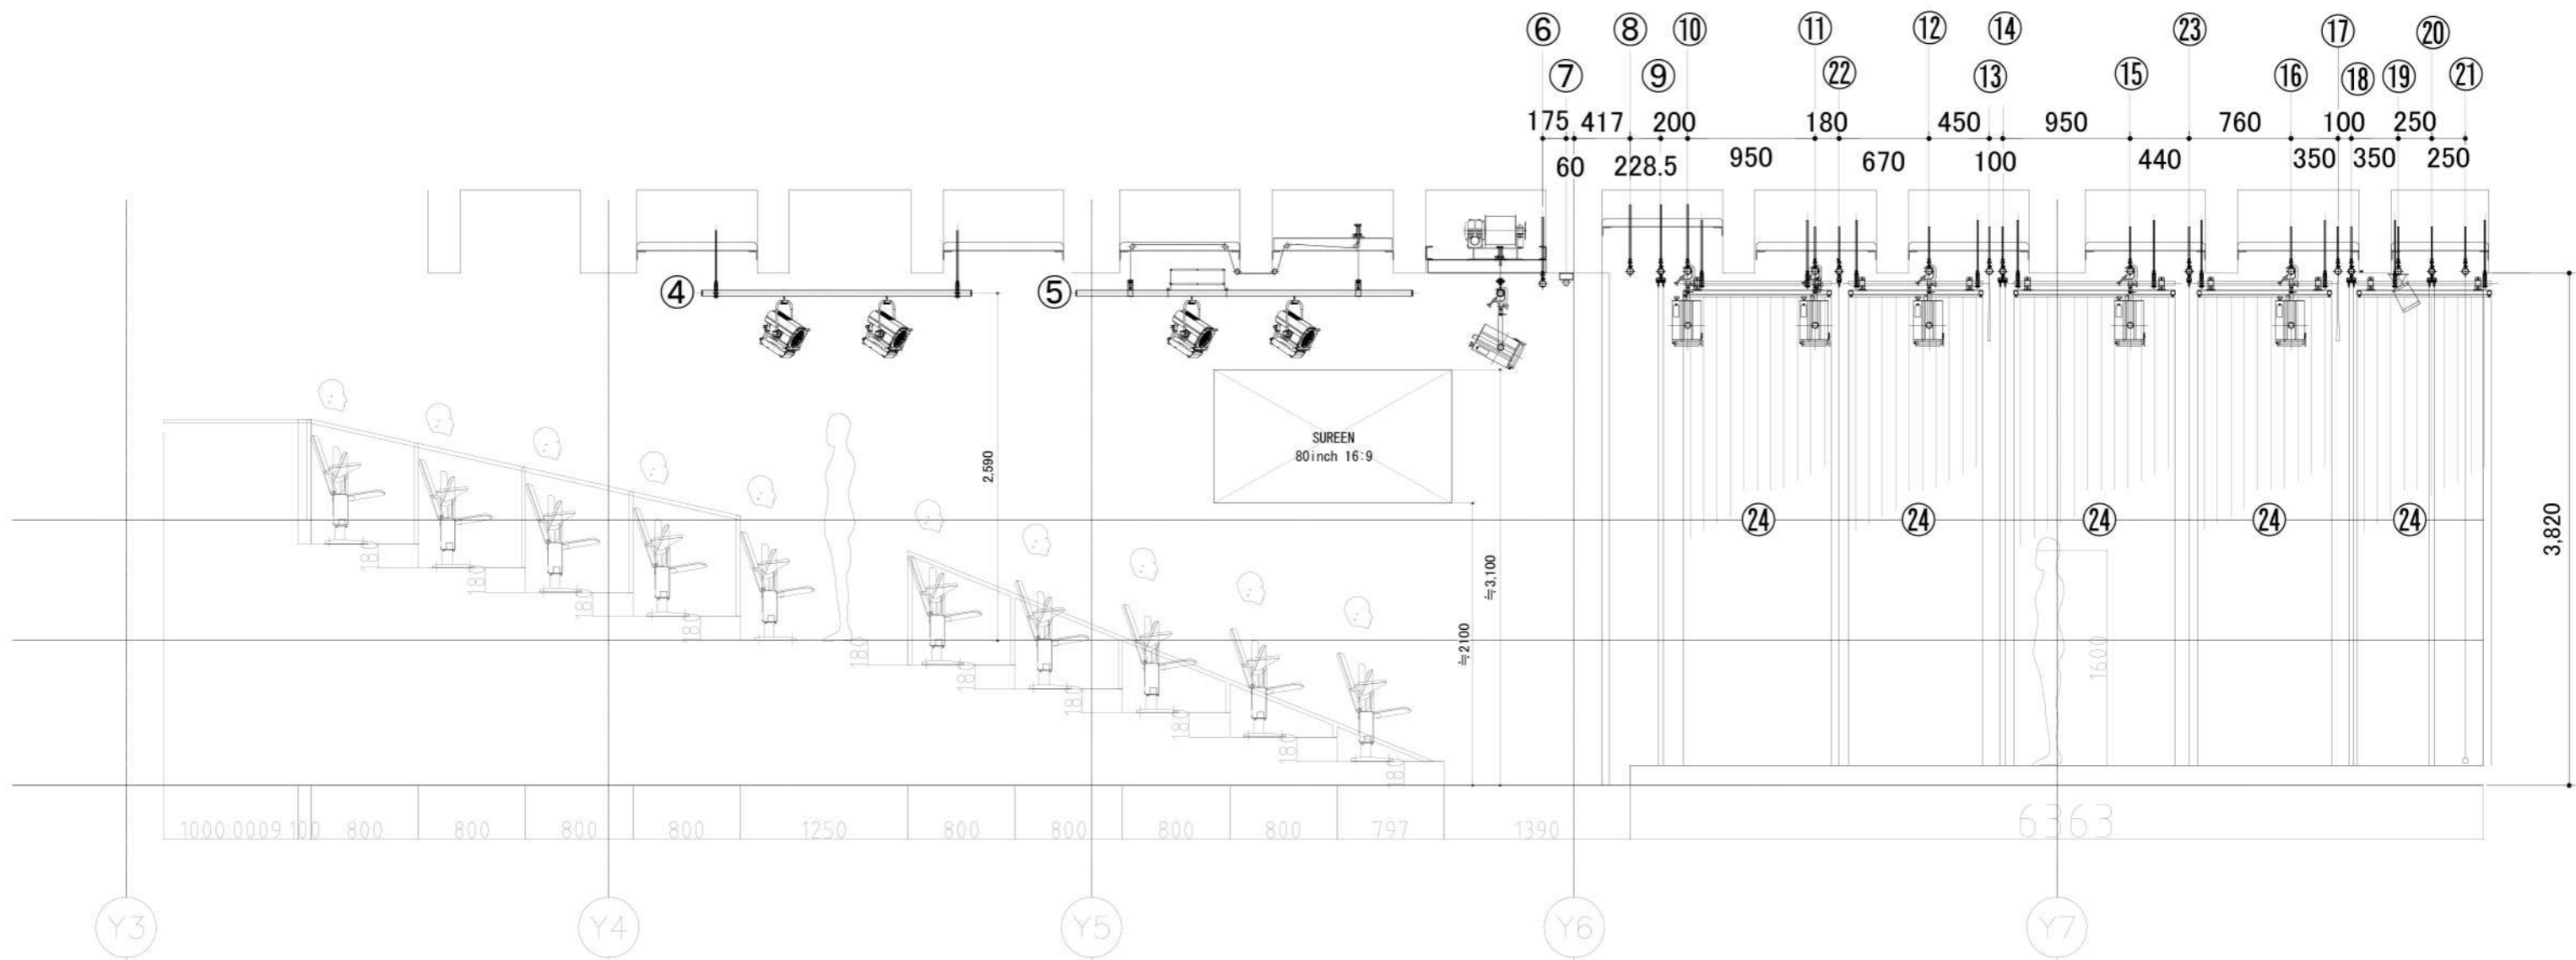 ⑥ ⑧ ⑩ ⑪ ⑫ ⑭ ㉓ ⑰ ⑳
⑦ ⑨ ㉒ ⑬ ⑮ ⑯ ⑱ ⑲ ㉑
175 417 200 180 450 950 760 100 250
60 228.5 950 670 100 440 350 350 250
④ ⑤
SUREEN
80inch 16:9
2,590
≒3,100
≒2100
㉔ ㉔ ㉔ ㉔ ㉔
3,820
1600
180
180
180
180
180
180
180
180
180
180
1000.0009 100 800 800 800 800 1250 800 800 800 800 797 1390 6363
Y3 Y4 Y5 Y6 Y7